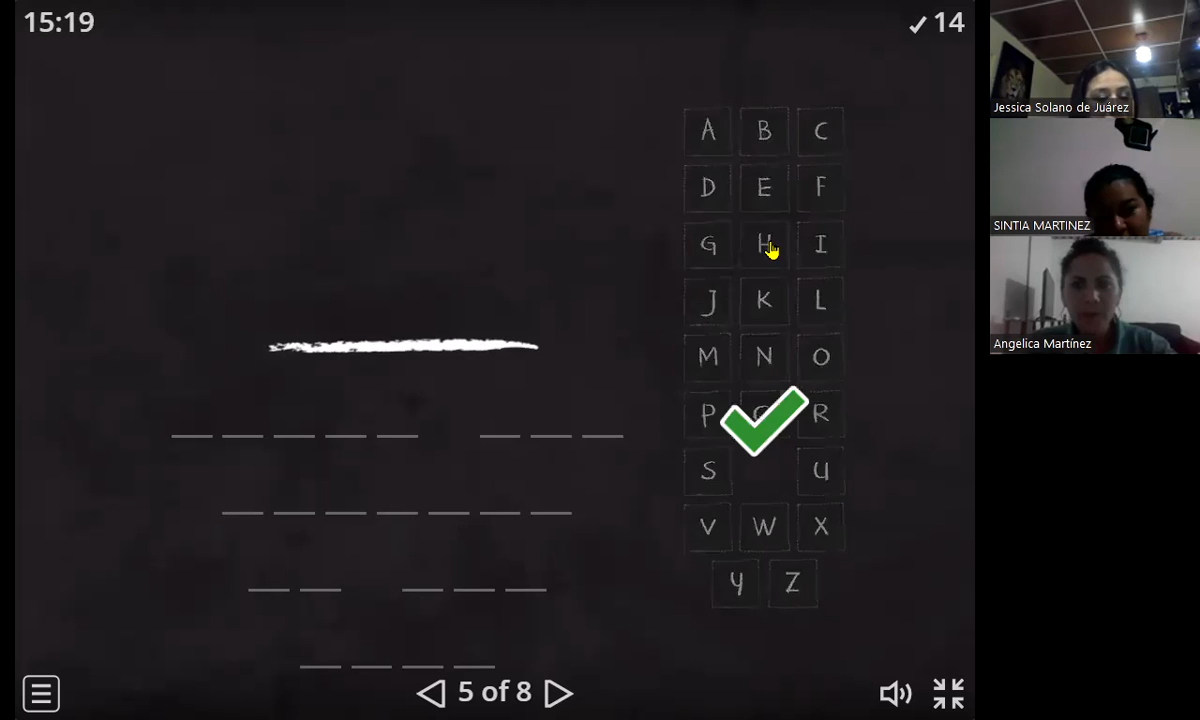 15:19
✓ 14
A B C
D E F
G H I
J K L
M N O
P R
S U
V W X
Y Z
5 of 8
Jessica Solano de Juárez
SINTIA MARTINEZ
Angelica Martínez